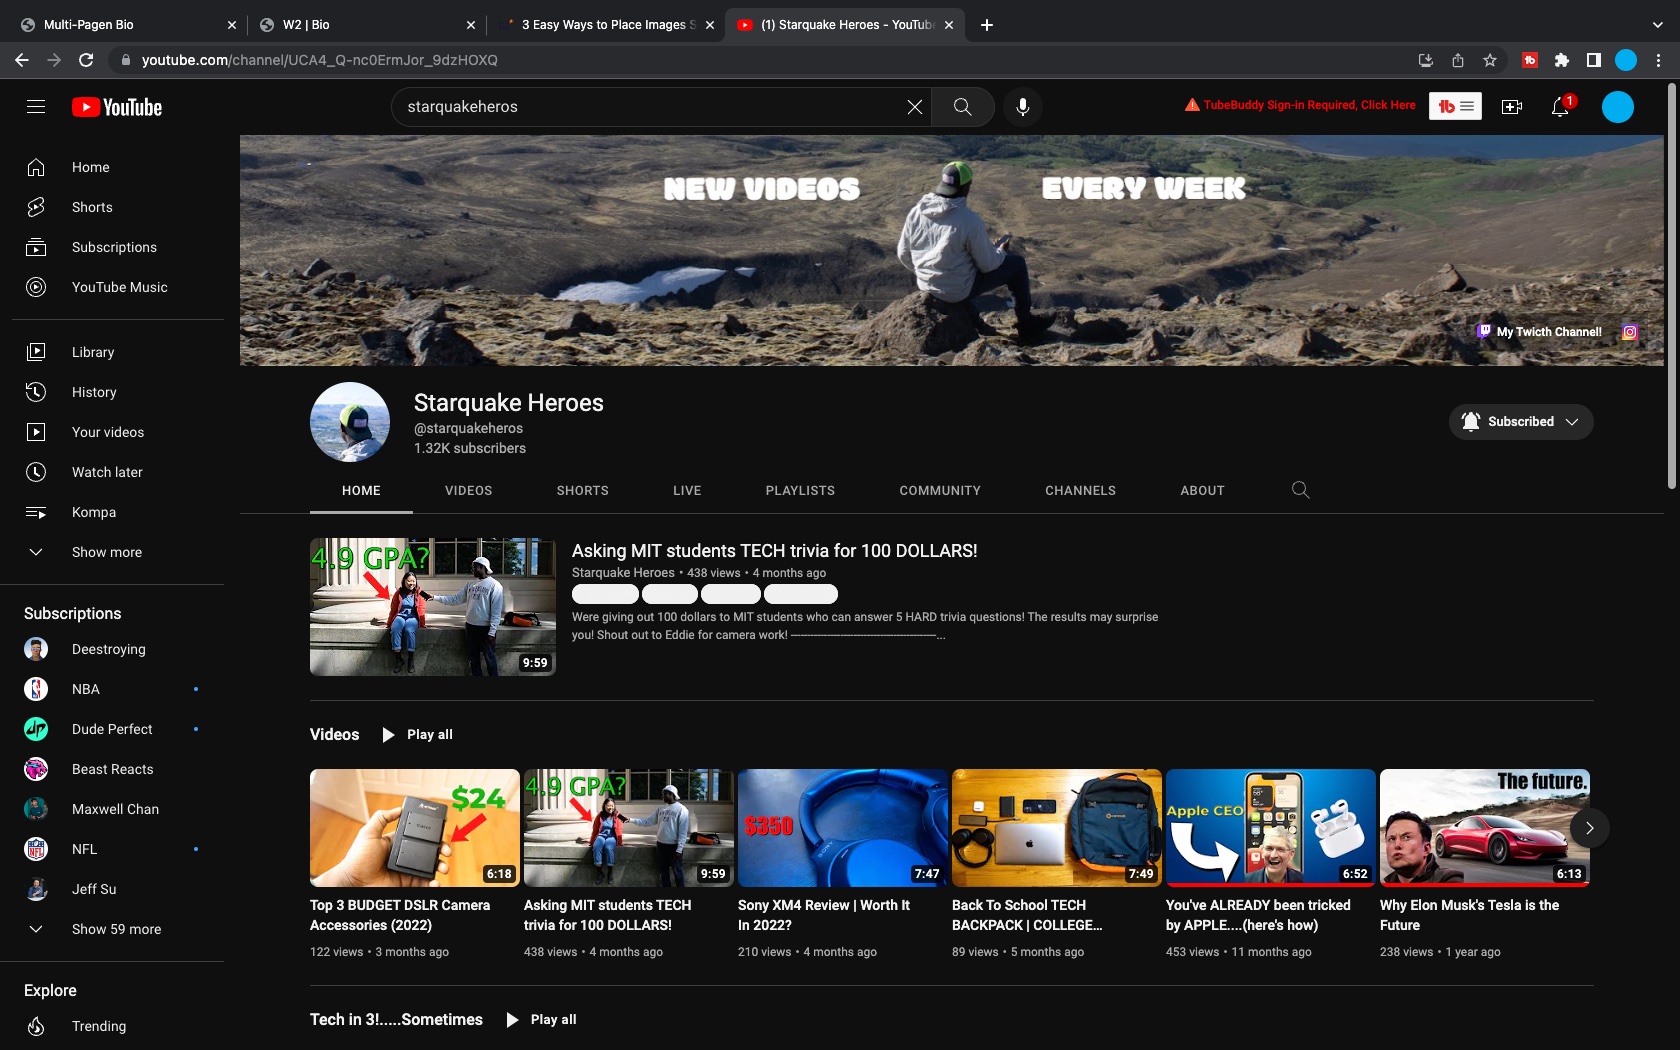 Multi-Pagen Bio
W2 | Bio
3 Easy Ways to Place Images S
(1) Starquake Heroes - YouTube
youtube.com/channel/UCA4_Q-nc0ErmJor_9dzHOXQ
YouTube
starquakeheros
TubeBuddy Sign-in Required, Click Here
tb
1
Home
Shorts
Subscriptions
YouTube Music
Library
History
Your videos
Watch later
Kompa
Show more
Subscriptions
Deestroying
NBA
Dude Perfect
Beast Reacts
Maxwell Chan
NFL
Jeff Su
Show 59 more
Explore
Trending
NEW VIDEOS
EVERY WEEK
My Twicth Channel!
Starquake Heroes
@starquakeheros
1.32K subscribers
Subscribed
HOME
VIDEOS
SHORTS
LIVE
PLAYLISTS
COMMUNITY
CHANNELS
ABOUT
4.9 GPA?
9:59
Asking MIT students TECH trivia for 100 DOLLARS!
Starquake Heroes • 438 views • 4 months ago
Were giving out 100 dollars to MIT students who can answer 5 HARD trivia questions! The results may surprise
you! Shout out to Eddie for camera work! ------------------------------------------...
Videos
Play all
$24
6:18
Top 3 BUDGET DSLR Camera
Accessories (2022)
122 views • 3 months ago
4.9 GPA?
9:59
Asking MIT students TECH
trivia for 100 DOLLARS!
438 views • 4 months ago
$350
SONY
7:47
Sony XM4 Review | Worth It
In 2022?
210 views • 4 months ago
7:49
Back To School TECH
BACKPACK | COLLEGE...
89 views • 5 months ago
Apple CEO
6:52
You've ALREADY been tricked
by APPLE....(here's how)
453 views • 11 months ago
The future.
6:13
Why Elon Musk's Tesla is the
Future
238 views • 1 year ago
Tech in 3!.....Sometimes
Play all